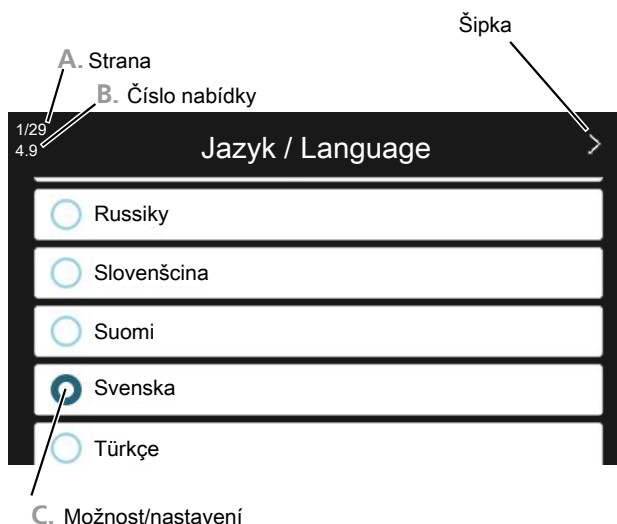 Šipka
A. Strana
B. Číslo nabídky
1/29
4.9
Jazyk / Language
Russiky
Slovenšcina
Suomi
Svenska
Türkçe
C. Možnost/nastavení